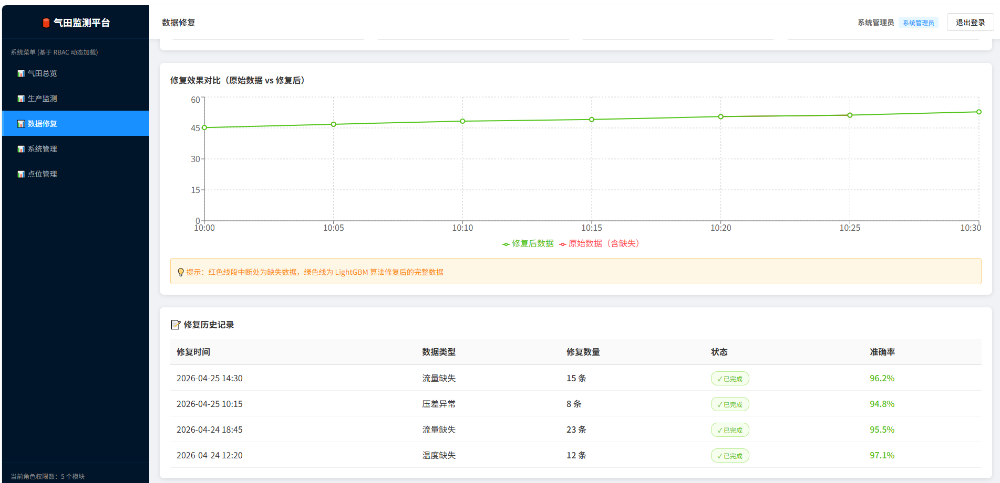 气田监测平台
系统菜单 (基于 RBAC 动态加载)
气田总览
生产监测
数据修复
系统管理
点位管理
当前角色权限数：5 个模块
数据修复
系统管理员 系统管理员 退出登录
修复效果对比（原始数据 vs 修复后）
60
45
30
15
0
10:00 10:05 10:10 10:15 10:20 10:25 10:30
修复后数据 原始数据（含缺失）
提示：红色线段中断处为缺失数据，绿色线为 LightGBM 算法修复后的完整数据
修复历史记录
修复时间 数据类型 修复数量 状态 准确率
2026-04-25 14:30 流量缺失 15 条 ✓已完成 96.2%
2026-04-25 10:15 压差异常 8 条 ✓已完成 94.8%
2026-04-24 18:45 流量缺失 23 条 ✓已完成 95.5%
2026-04-24 12:20 温度缺失 12 条 ✓已完成 97.1%